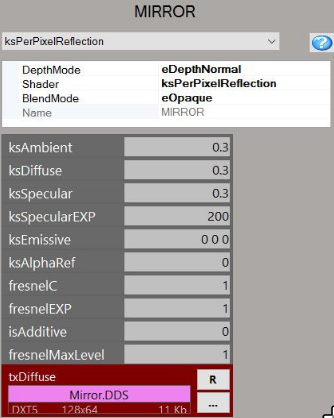 MIRROR
ksPerPixelReflection
DepthMode eDepthNormal
Shader ksPerPixelReflection
BlendMode eOpaque
Name MIRROR
ksAmbient 0.3
ksDiffuse 0.3
ksSpecular 0.3
ksSpecularEXP 200
ksEmissive 0 0 0
ksAlphaRef 0
fresnelC 1
fresnelEXP 1
isAdditive 0
fresnelMaxLevel 1
txDiffuse R
Mirror.DDS
DXT5 128x64 11 Kb ...